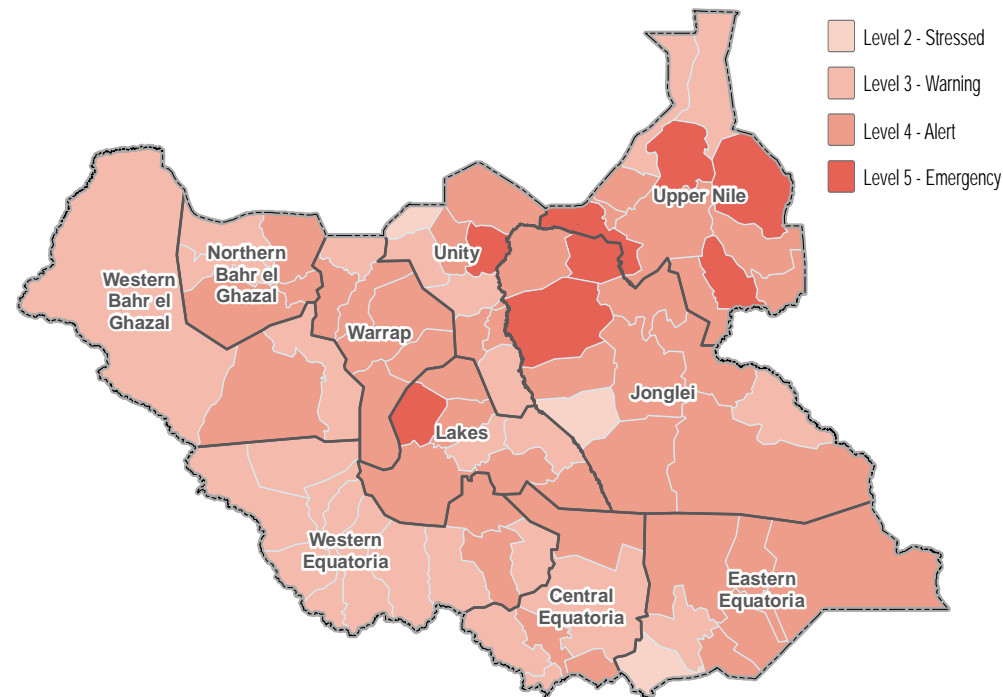 Level 2 - Stressed
Level 3 - Warning
Level 4 - Alert
Level 5 - Emergency
Upper Nile
Unity
Northern
Bahr el
Ghazal
Western
Bahr el
Ghazal
Warrap
Jonglei
Lakes
Western
Equatoria
Eastern
Equatoria
Central
Equatoria